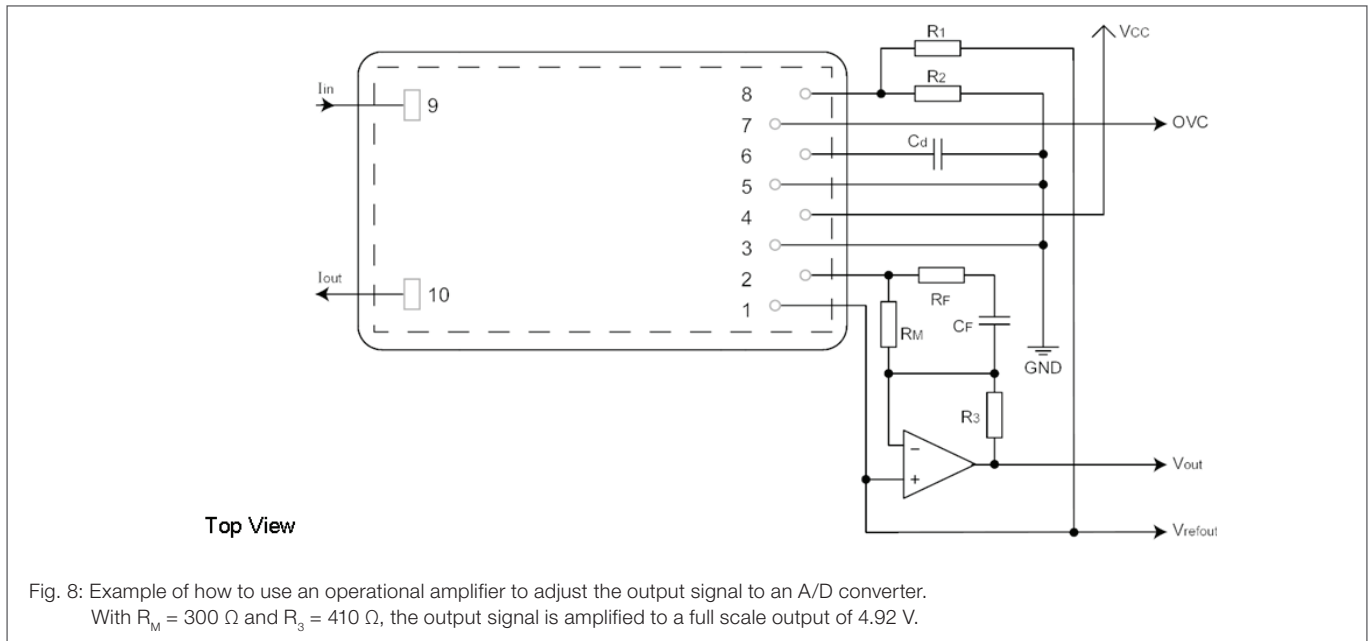 R1
VCC
Iin
R2
9
8
7
OVC
Cd
6
5
4
3
Iout
2
10
RF
1
RM
CF
GND
R3
−
Vout
+
Top View
Vrefout
Fig. 8: Example of how to use an operational amplifier to adjust the output signal to an A/D converter.
With RM = 300 Ω and R3 = 410 Ω, the output signal is amplified to a full scale output of 4.92 V.